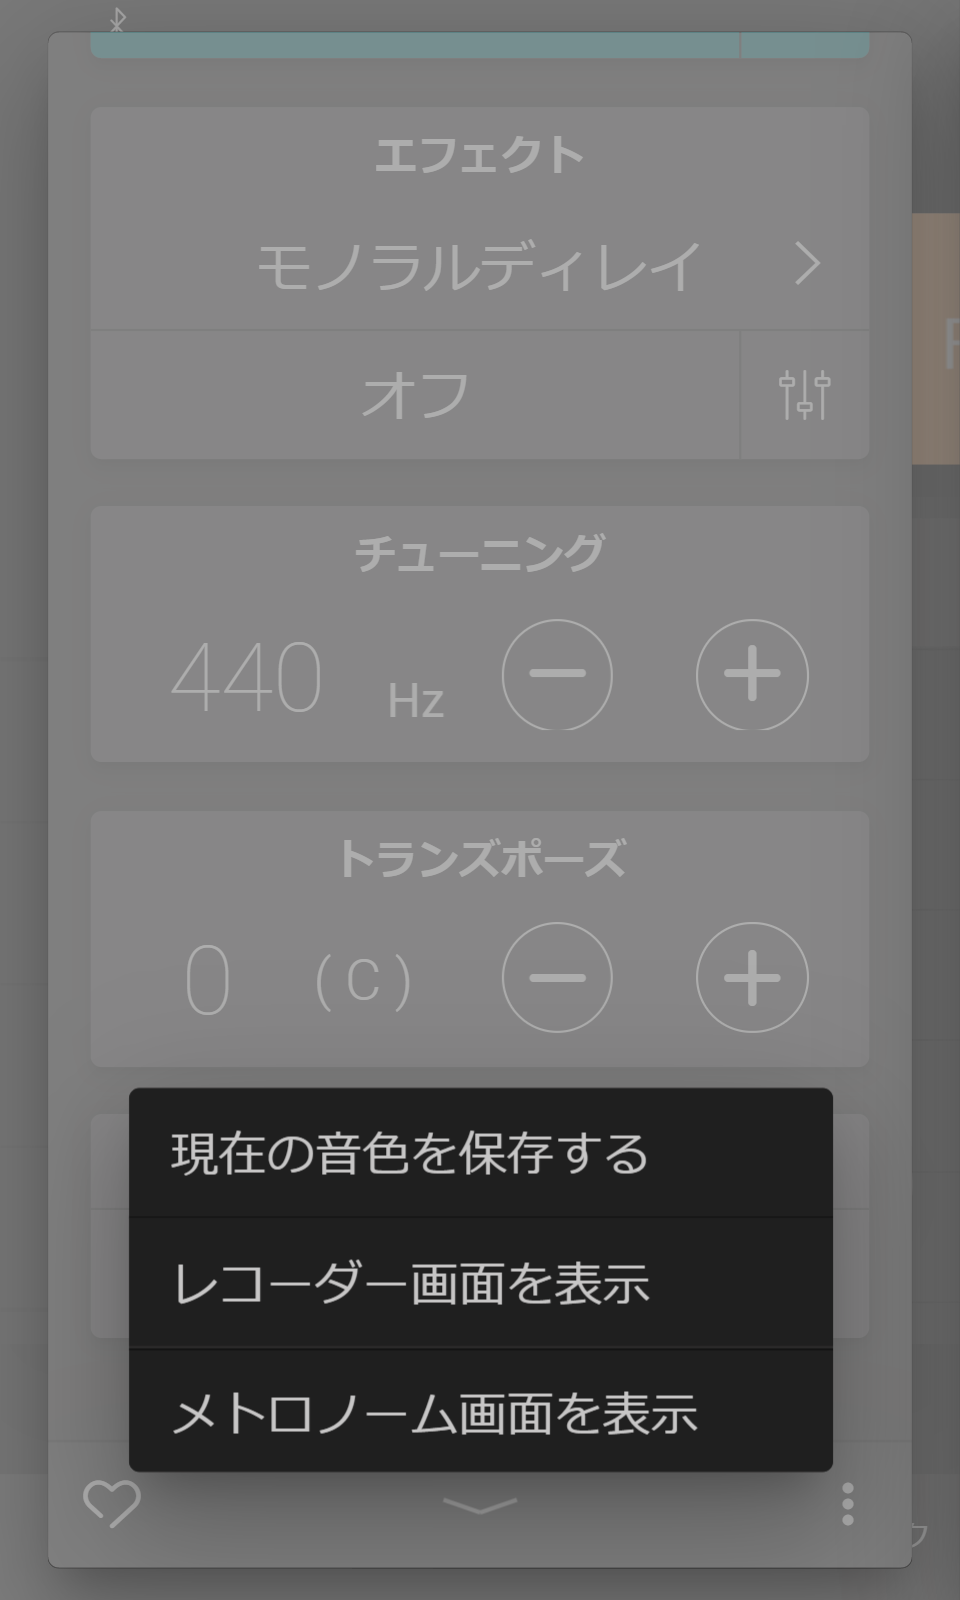 エフェクト
モノラルディレイ
オフ
チューニング
440 Hz
トランズポーズ
0 (C)
現在の音色を保存する
レコーダー画面を表示
メトロノーム画面を表示